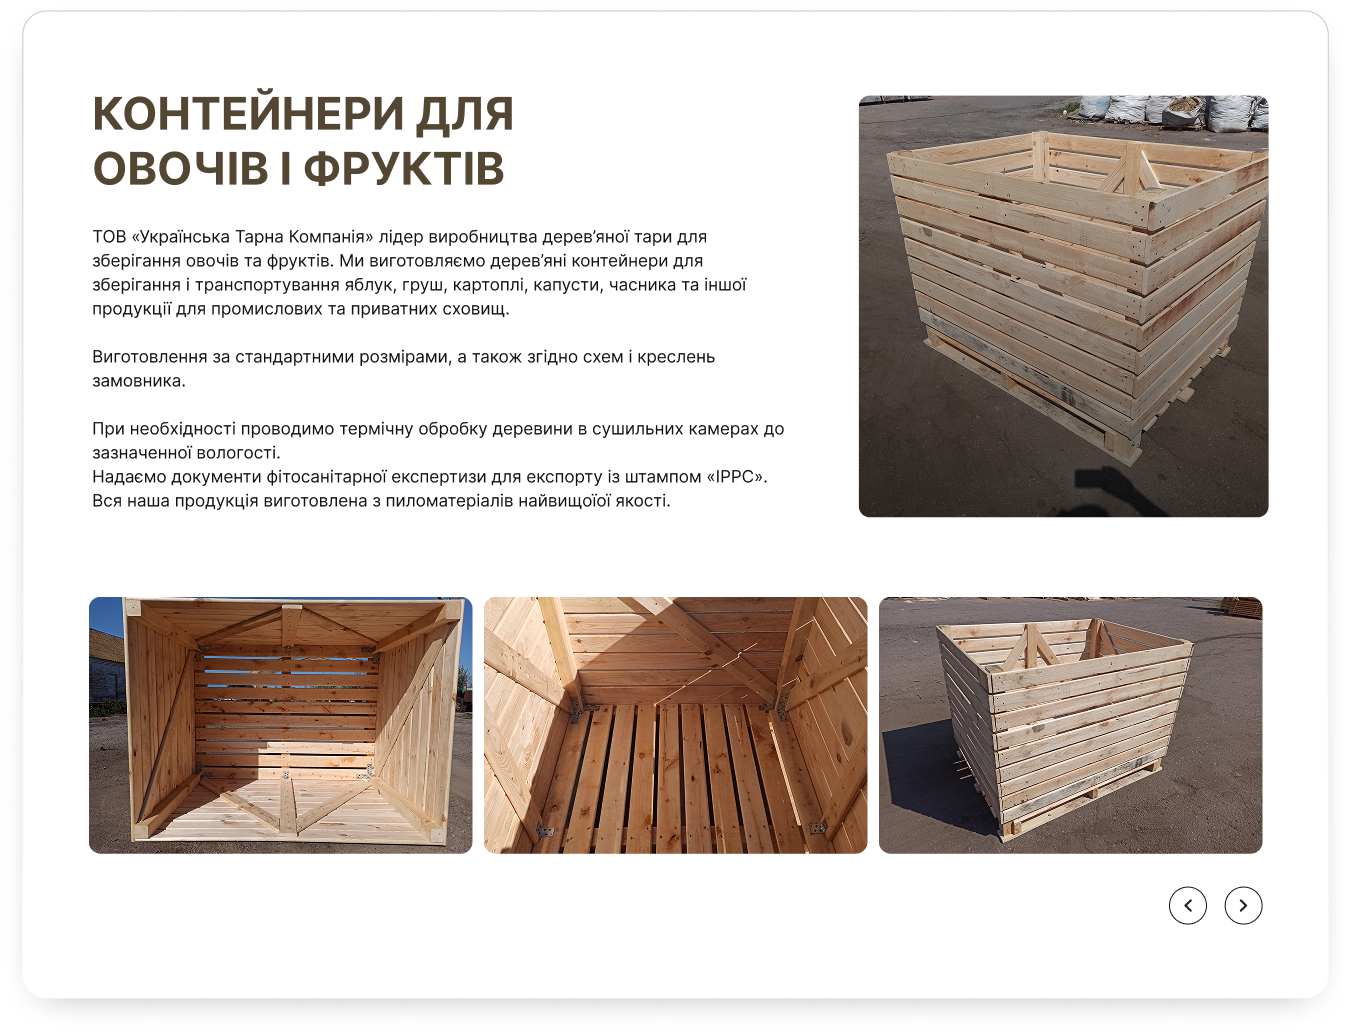 КОНТЕЙНЕРИ ДЛЯ
ОВОЧІВ І ФРУКТІВ
ТОВ «Українська Тарна Компанія» лідер виробництва дерев’яної тари для
зберігання овочів та фруктів. Ми виготовляємо дерев’яні контейнери для
зберігання і транспортування яблук, груш, картоплі, капусти, часника та іншої
продукції для промислових та приватних сховищ.
Виготовлення за стандартними розмірами, а також згідно схем і креслень
замовника.
При необхідності проводимо термічну обробку деревини в сушильних камерах до
зазначенної вологості.
Надаємо документи фітосанітарної експертизи для експорту із штампом «IPPC».
Вся наша продукція виготовлена з пиломатеріалів найвищоїої якості.